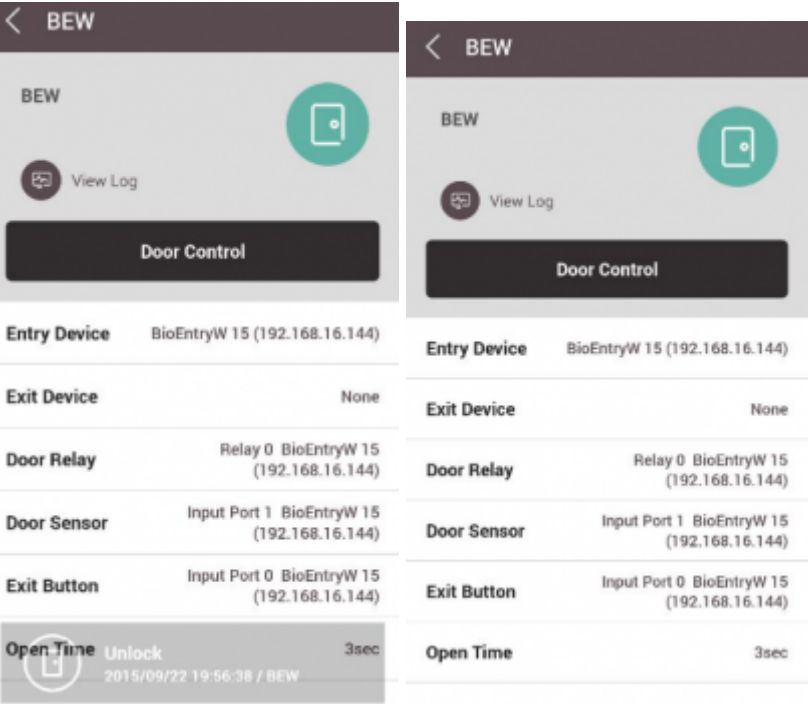 BEW
BEW
View Log
Door Control
Entry Device BioEntryW 15 (192.168.16.144)
Exit Device None
Door Relay Relay 0 BioEntryW 15
(192.168.16.144)
Door Sensor Input Port 1 BioEntryW 15
(192.168.16.144)
Exit Button Input Port 0 BioEntryW 15
(192.168.16.144)
Open Time 3sec
Unlock
2015/09/22 19:56:38 / BEW
BEW
BEW
View Log
Door Control
Entry Device BioEntryW 15 (192.168.16.144)
Exit Device None
Door Relay Relay 0 BioEntryW 15
(192.168.16.144)
Door Sensor Input Port 1 BioEntryW 15
(192.168.16.144)
Exit Button Input Port 0 BioEntryW 15
(192.168.16.144)
Open Time 3sec